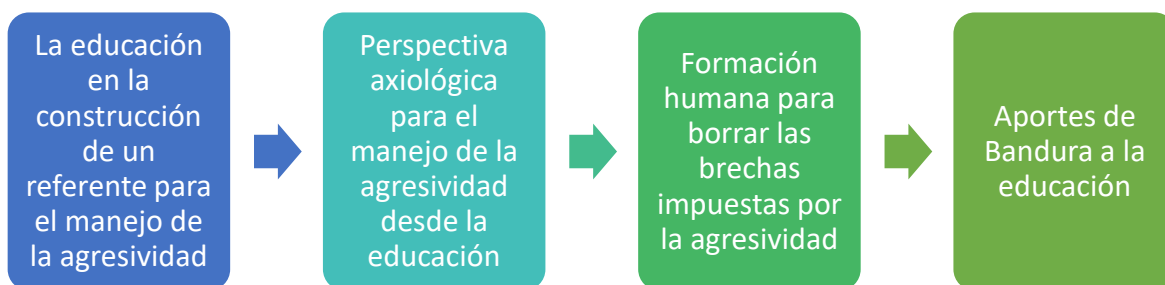 La educación
en la
construcción
de un
referente para
el manejo de
la agresividad
Perspectiva
axiológica
para el
manejo de la
agresividad
desde la
educación
Formación
humana para
borrar las
brechas
impuestas por
la agresividad
Aportes de
Bandura a la
educación